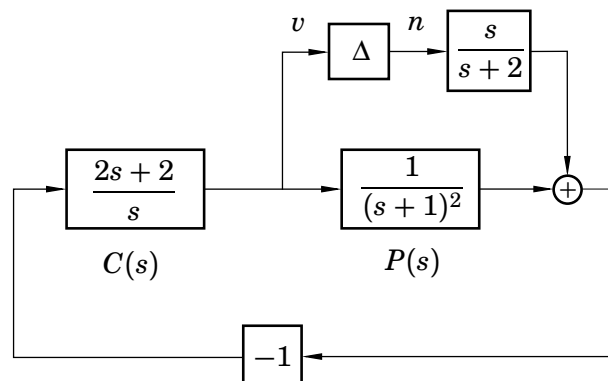 v
Δ
n
s
s + 2
2s + 2
s
C(s)
1
(s + 1)²
P(s)
+
−1